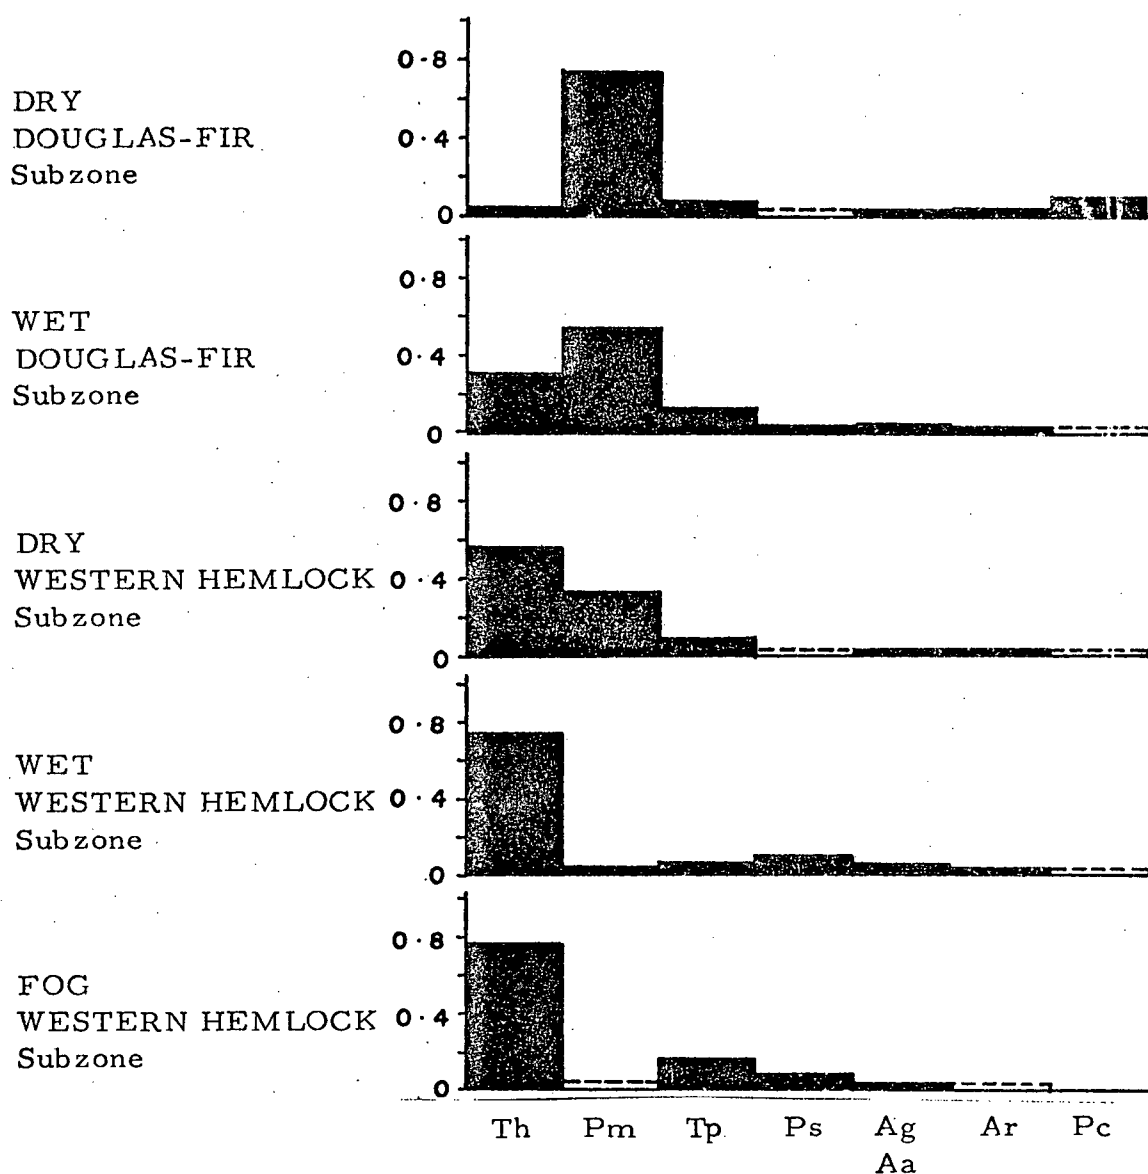 DRY
DOUGLAS-FIR
Subzone
0.8
0.4
0
WET
DOUGLAS-FIR
Subzone
0.8
0.4
0
DRY
WESTERN HEMLOCK
Subzone
0.8
0.4
0
WET
WESTERN HEMLOCK
Subzone
0.8
0.4
0
FOG
WESTERN HEMLOCK
Subzone
0.8
0.4
0
Th Pm Tp Ps Ag Ar Pc
Aa